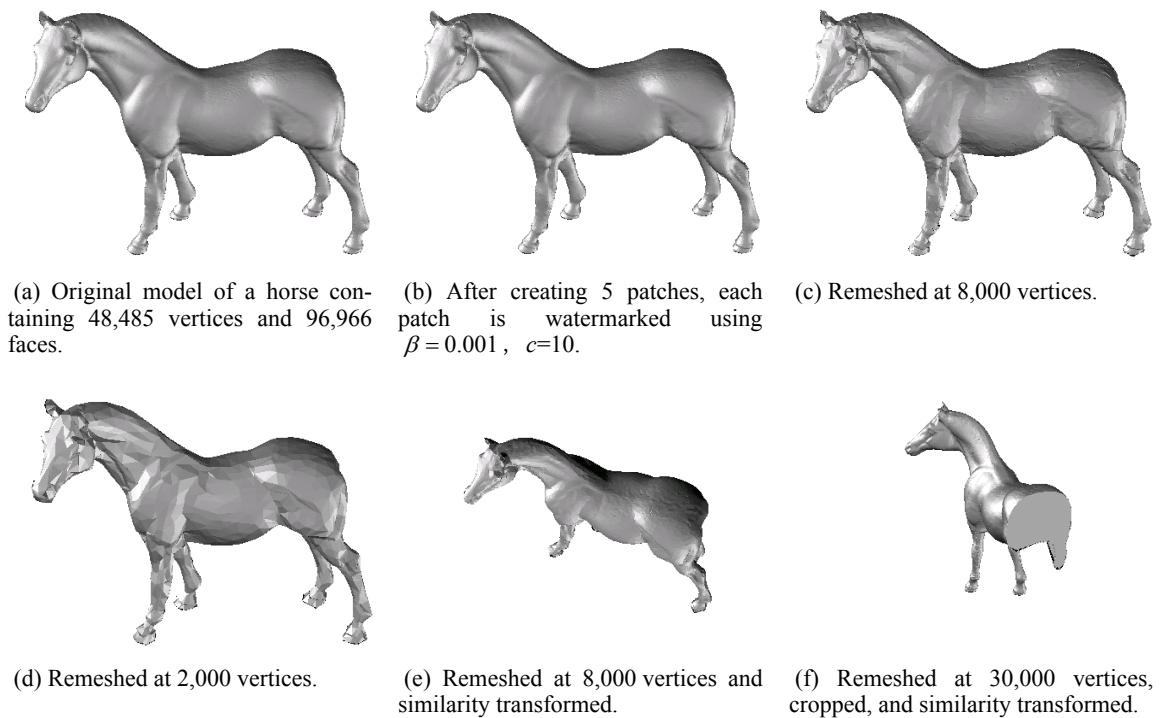 (a) Original model of a horse con-
taining 48,485 vertices and 96,966
faces.
(b) After creating 5 patches, each
patch is watermarked using
β = 0.001 , c=10.
(c) Remeshed at 8,000 vertices.
(d) Remeshed at 2,000 vertices.
(e) Remeshed at 8,000 vertices and
similarity transformed.
(f) Remeshed at 30,000 vertices,
cropped, and similarity transformed.